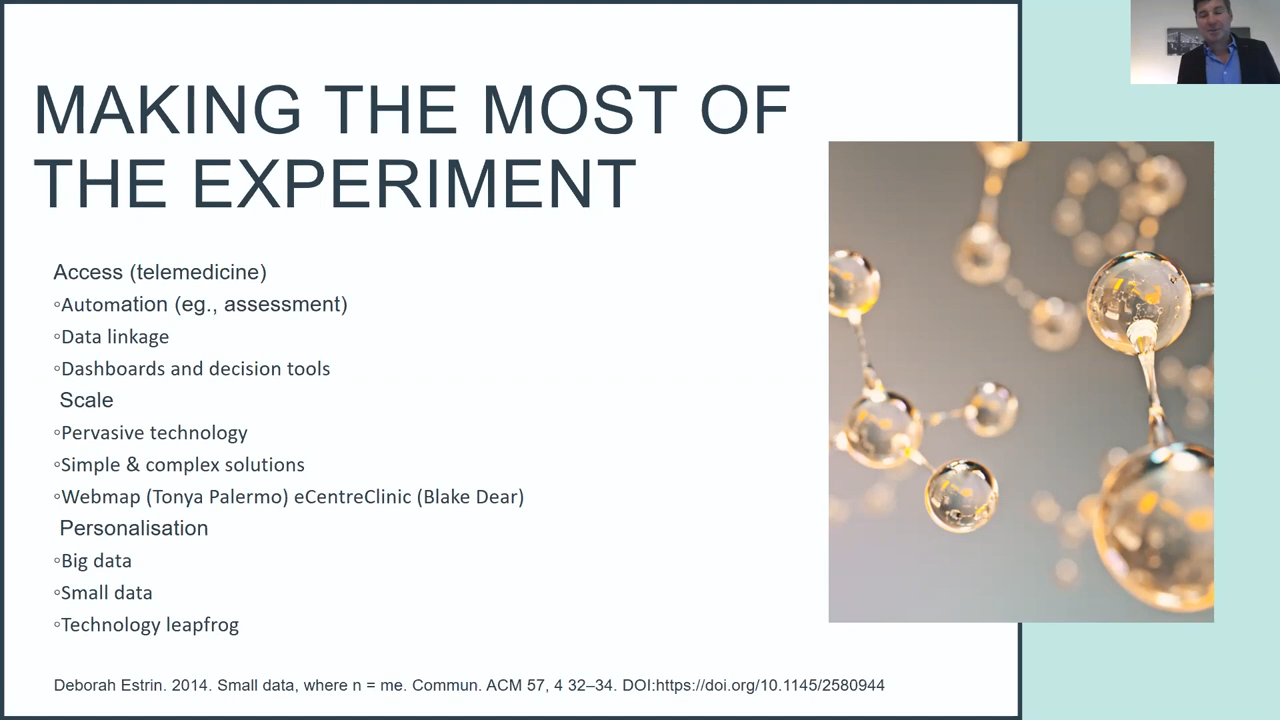 MAKING THE MOST OF
THE EXPERIMENT
Access (telemedicine)
◦Automation (eg., assessment)
◦Data linkage
◦Dashboards and decision tools
Scale
◦Pervasive technology
◦Simple & complex solutions
◦Webmap (Tonya Palermo) eCentreClinic (Blake Dear)
Personalisation
◦Big data
◦Small data
◦Technology leapfrog
Deborah Estrin. 2014. Small data, where n = me. Commun. ACM 57, 4 32–34. DOI:https://doi.org/10.1145/2580944